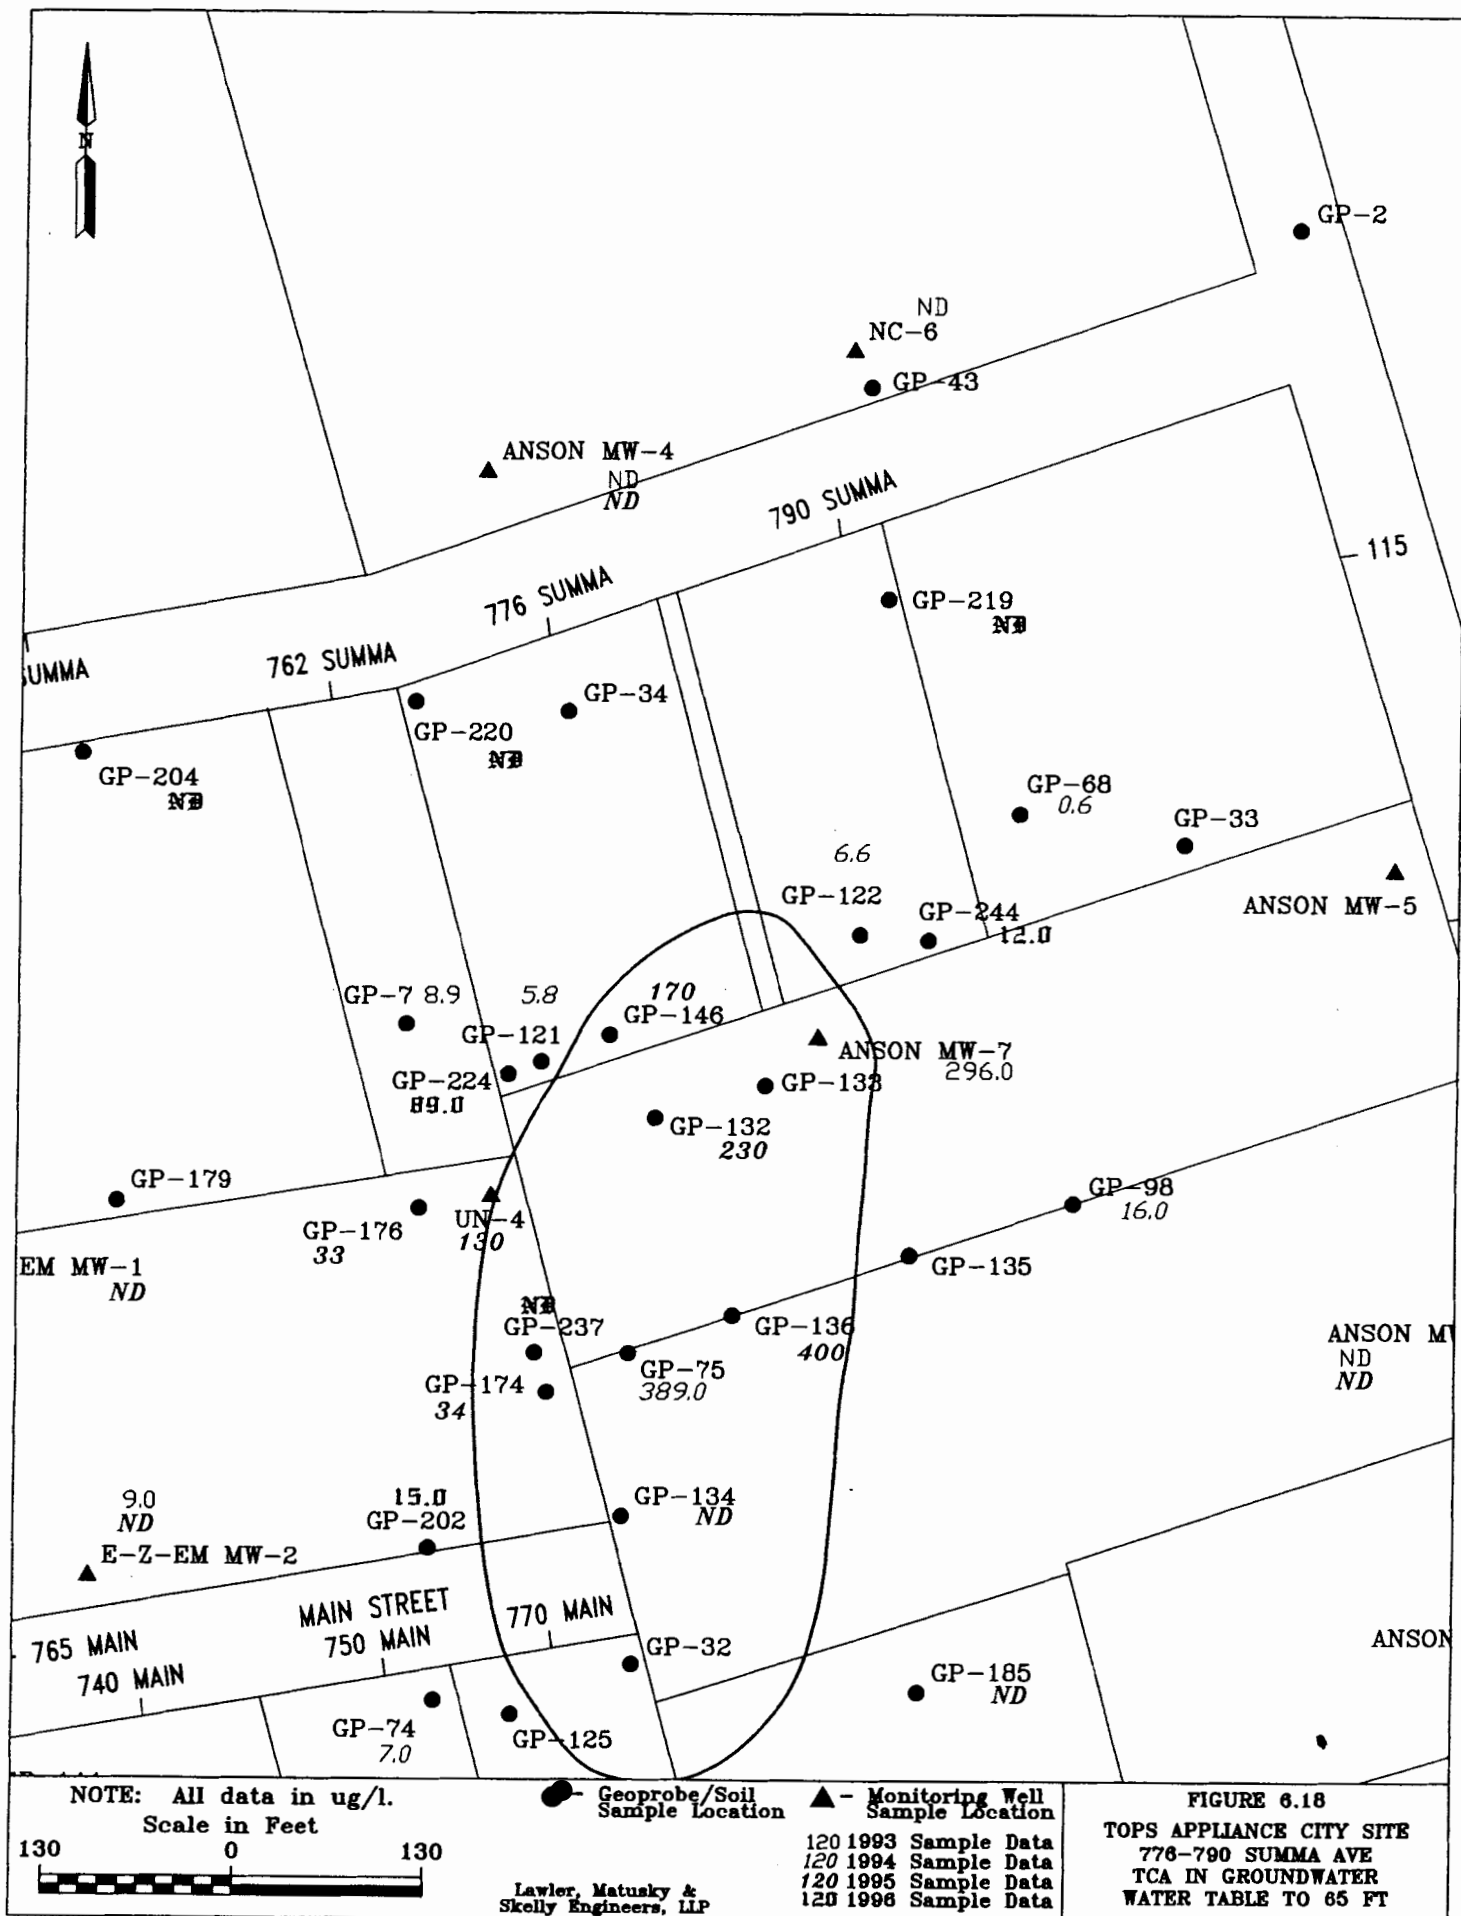 N
GP-2
ND
NC-6
GP-43
ANSON MW-4
ND
ND
790 SUMMA
115
776 SUMMA
GP-219
ND
SUMMA
762 SUMMA
GP-34
GP-220
ND
GP-204
ND
GP-68
0.6
GP-33
6.6
GP-122
GP-244
12.0
ANSON MW-5
GP-7 8.9
5.8
170
GP-146
GP-121
ANSON MW-7
296.0
GP-224
GP-133
GP-132
230
GP-179
GP-98
16.0
UN-4
130
GP-176
33
GP-135
EM MW-1
ND
ND
GP-237
GP-136
400
ANSON MW
ND
ND
GP-75
389.0
GP-174
34
9.0
ND
15.0
GP-202
GP-134
ND
E-Z-EM MW-2
MAIN STREET
770 MAIN
765 MAIN
750 MAIN
740 MAIN
GP-32
ANSON
GP-185
ND
GP-74
7.0
GP-125
NOTE: All data in ug/l.
Scale in Feet
130 0 130
- Geoprobe/Soil
Sample Location
- Monitoring Well
Sample Location
120 1993 Sample Data
120 1994 Sample Data
120 1995 Sample Data
120 1996 Sample Data
Lawler, Matusky &
Skelly Engineers, LLP
FIGURE 6.18
TOPS APPLIANCE CITY SITE
776-790 SUMMA AVE
TCA IN GROUNDWATER
WATER TABLE TO 65 FT